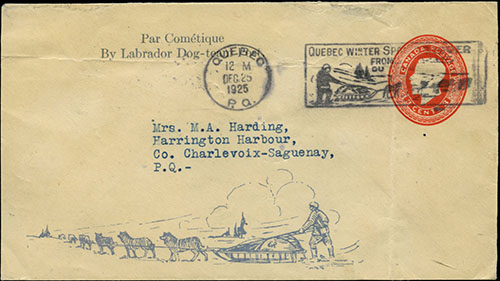 Par Cométique
By Labrador Dog-te
QUEBEC
12 M
DEC 25
1925
P.Q.
QUEBEC WINTER
FROM
CANADA
CENTS
Mrs. M.A. Harding,
Harrington Harbour,
Co. Charlevoix-Saguenay,
P.Q.-